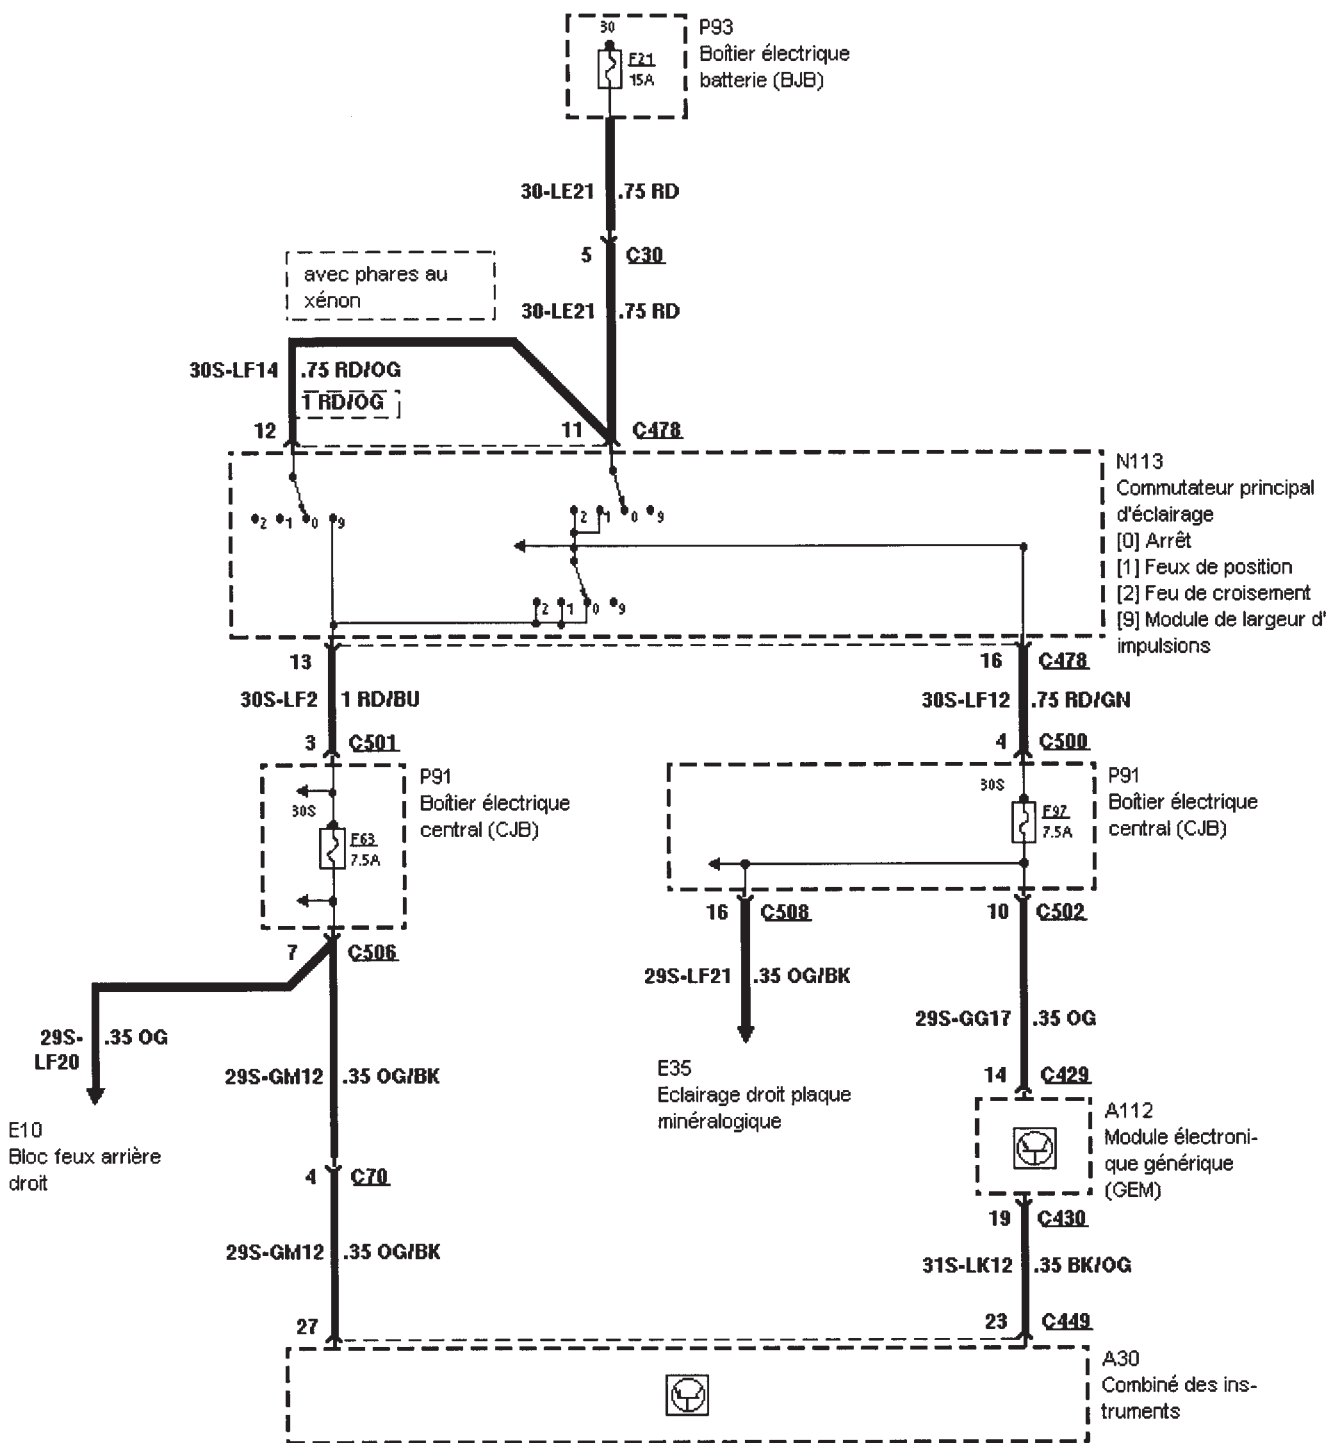 30
F21
15A
P93
Boîtier électrique
batterie (BJB)
30-LE21 .75 RD
5 C30
avec phares au
xénon
30-LE21 .75 RD
30S-LF14 .75 RD/OG
1 RD/OG
12 11 C478
N113
Commutateur principal
d'éclairage
[0] Arrêt
[1] Feux de position
[2] Feu de croisement
[9] Module de largeur d'
impulsions
2 1 0 9
2 1 0 9
2 1 0 9
13 16 C478
30S-LF2 1 RD/BU
30S-LF12 .75 RD/GN
3 C501
4 C500
30S
F63
7.5A
P91
Boîtier électrique
central (CJB)
30S
F97
7.5A
P91
Boîtier électrique
central (CJB)
7 C506
16 C508
10 C502
29S-
LF20
.35 OG
29S-LF21 .35 OG/BK
29S-GG17 .35 OG
29S-GM12 .35 OG/BK
E35
Eclairage droit plaque
minéralogique
14 C429
E10
Bloc feux arrière
droit
A112
Module électroni-
que générique
(GEM)
4 C70
19 C430
29S-GM12 .35 OG/BK
31S-LK12 .35 BK/OG
27 23 C449
A30
Combiné des ins-
truments